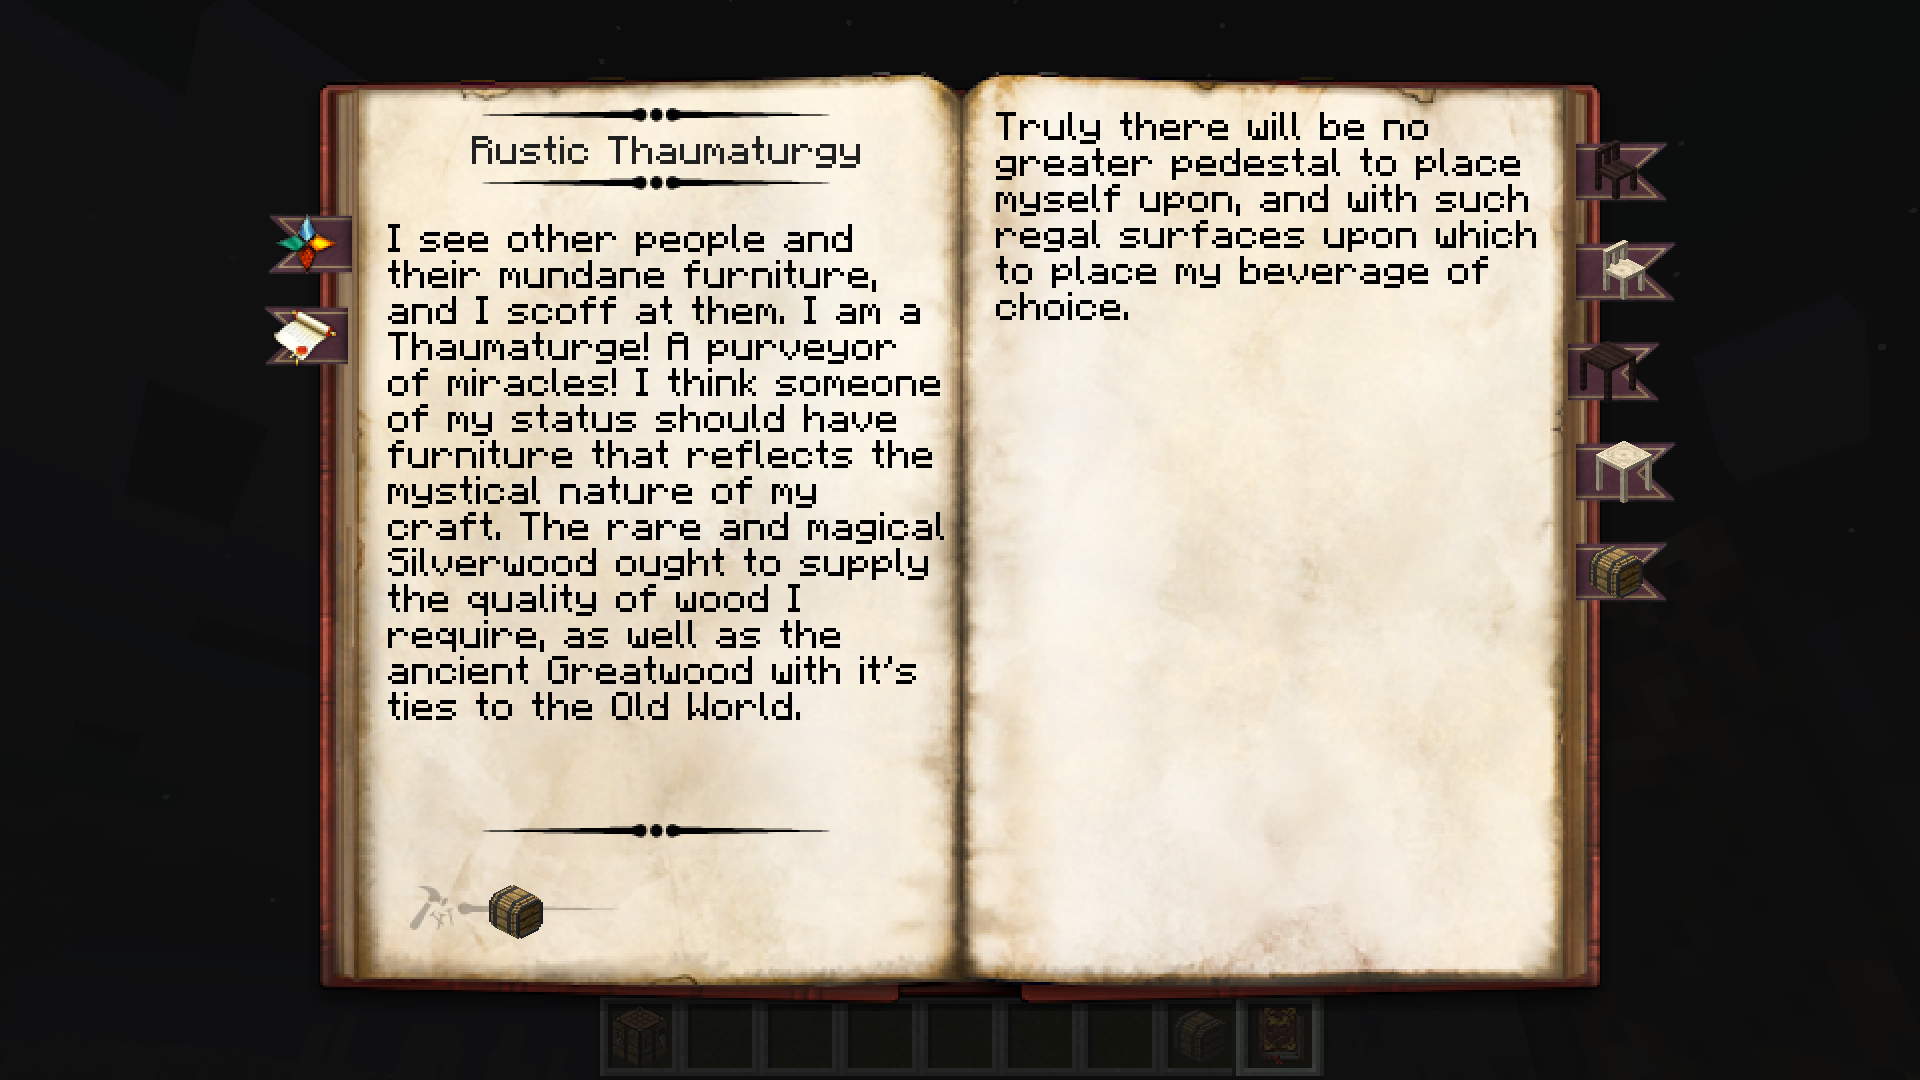 Rustic Thaumaturgy
I see other people and
their mundane furniture,
and I scoff at them. I am a
Thaumaturge! A purveyor
of miracles! I think someone
of my status should have
furniture that reflects the
mystical nature of my
craft. The rare and magical
Silverwood ought to supply
the quality of wood I
require, as well as the
ancient Greatwood with it's
ties to the Old World.
Truly there will be no
greater pedestal to place
myself upon, and with such
regal surfaces upon which
to place my beverage of
choice.